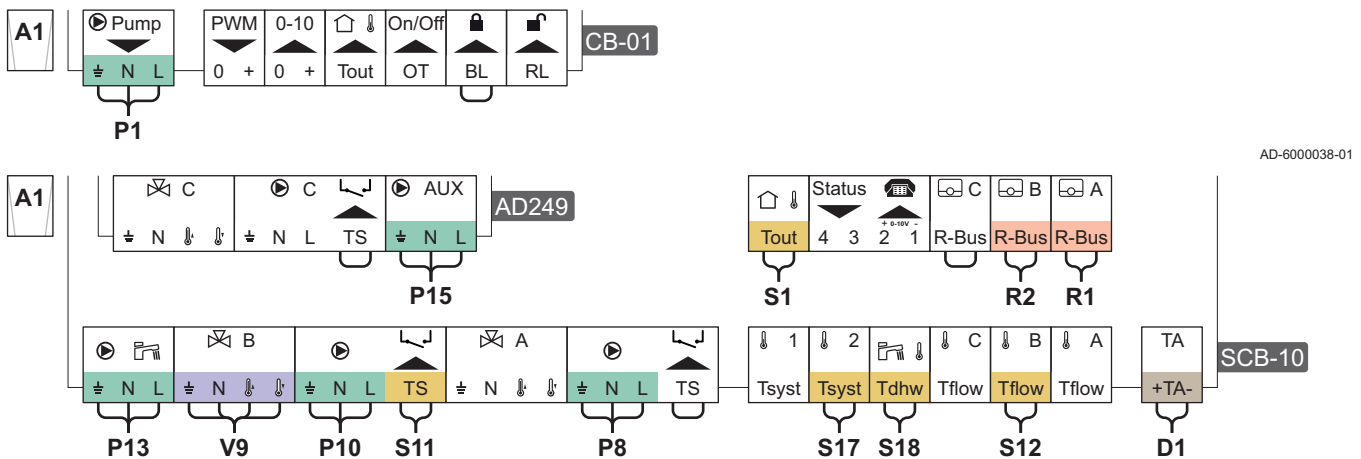 A1 Pump PWM 0-10 On/Off CB-01
N L 0 + 0 + Tout OT BL RL
P1
AD-6000038-01
A1 C C AUX AD249 Status C B A
+ 0-10V -
N N L TS N L Tout 4 3 2 1 R-Bus R-Bus R-Bus
P15 S1 R2 R1
B A 1 2 C B A TA SCB-10
N L N N L TS N N L TS Tsyst Tsyst Tdhw Tflow Tflow Tflow +TA-
P13 V9 P10 S11 P8 S17 S18 S12 D1